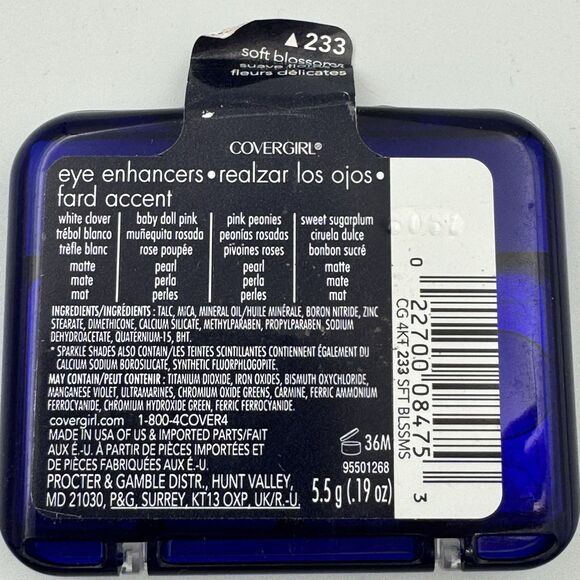 ▲233
soft blossoms
suave florales
fleurs délicates
COVERGIRL®
eye enhancers • realzar los ojos •
fard accent
white clover
trébol blanco
trèfle blanc
matte
mate
mat
baby doll pink
muñequita rosada
rose poupée
pearl
perla
perles
pink peonies
peonías rosadas
pivoines roses
pearl
perla
perles
sweet sugarplum
ciruela dulce
bonbon sucré
matte
mate
mat
INGREDIENTS/INGRÉDIENTS : TALC, MICA, MINERAL OIL/HUILE MINÉRALE, BORON NITRIDE, ZINC
STEARATE, DIMETHICONE, CALCIUM SILICATE, METHYLPARABEN, PROPYLPARABEN, SODIUM
DEHYDROACETATE, QUATERNIUM-15, BHT.
* SPARKLE SHADES ALSO CONTAIN/LES TEINTES SCINTILLANTES CONTIENNENT ÉGALEMENT DU
CALCIUM SODIUM BOROSILICATE, SYNTHETIC FLUORPHLOGOPITE.
MAY CONTAIN/PEUT CONTENIR : TITANIUM DIOXIDE, IRON OXIDES, BISMUTH OXYCHLORIDE,
MANGANESE VIOLET, ULTRAMARINES, CHROMIUM OXIDE GREENS, CARMINE, FERRIC AMMONIUM
FERROCYANIDE, CHROMIUM HYDROXIDE GREEN, FERRIC FERROCYANIDE.
covergirl.com 1-800-4COVER4
MADE IN USA OF US & IMPORTED PARTS/FAIT
AUX É.-U. À PARTIR DE PIÈCES IMPORTÉES ET
DE PIÈCES FABRIQUÉES AUX É.-U.
PROCTER & GAMBLE DISTR., HUNT VALLEY,
MD 21030, P&G, SURREY, KT13 0XP, UK/R.-U.
36M
95501268
5.5 g (.19 oz)
CG 4KT 233 SFT BLSSMS
0 22700 08475 3